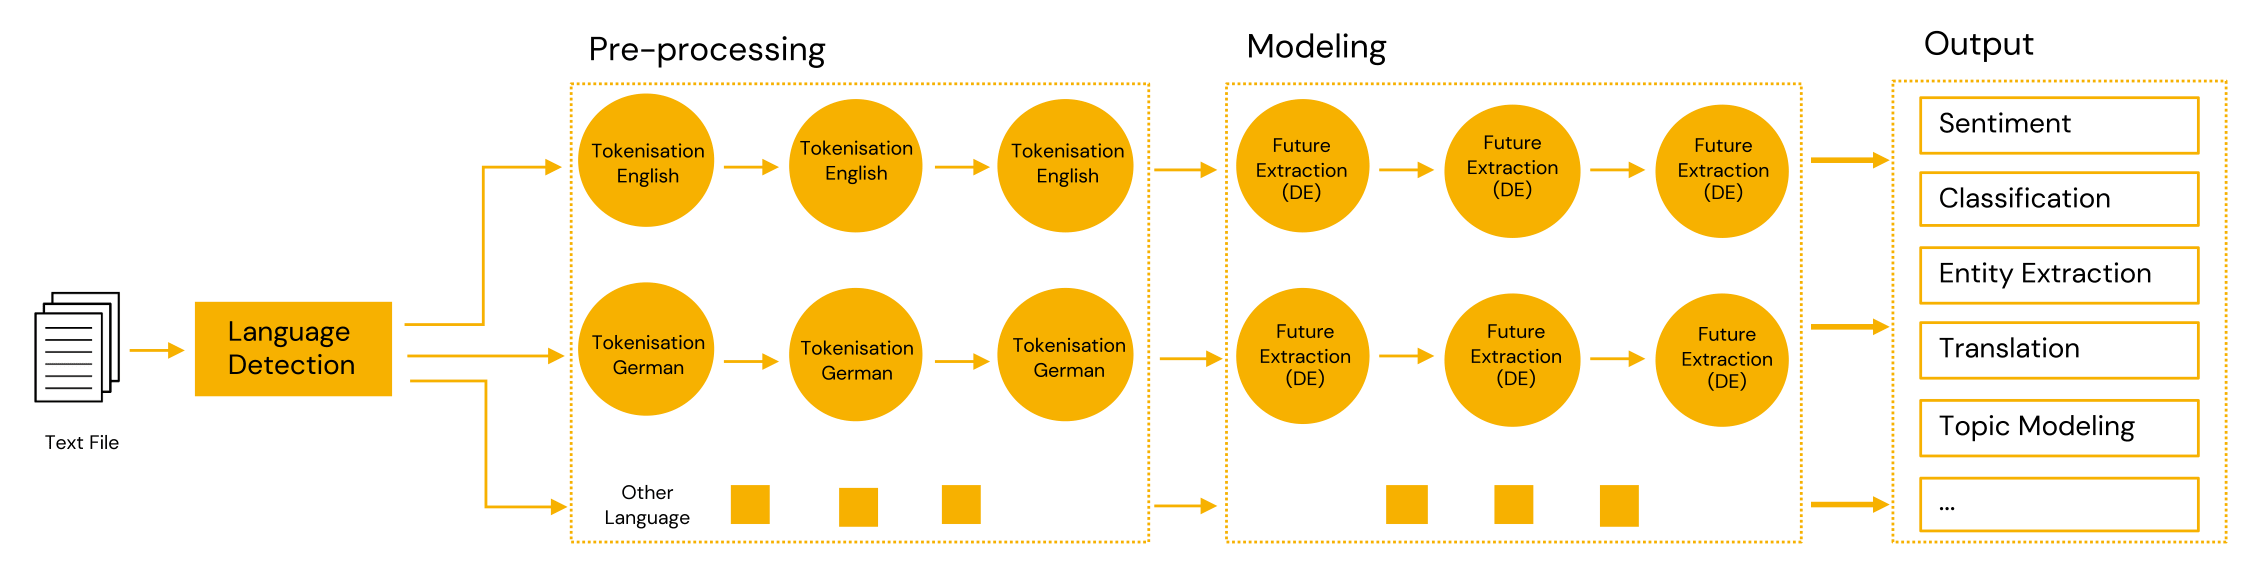 Pre-processing
Modeling
Output
Tokenisation
English
Tokenisation
English
Tokenisation
English
Future
Extraction
(DE)
Future
Extraction
(DE)
Future
Extraction
(DE)
Sentiment
Classification
Entity Extraction
Translation
Topic Modeling
...
Language
Detection
Text File
Tokenisation
German
Tokenisation
German
Tokenisation
German
Future
Extraction
(DE)
Future
Extraction
(DE)
Future
Extraction
(DE)
Other
Language